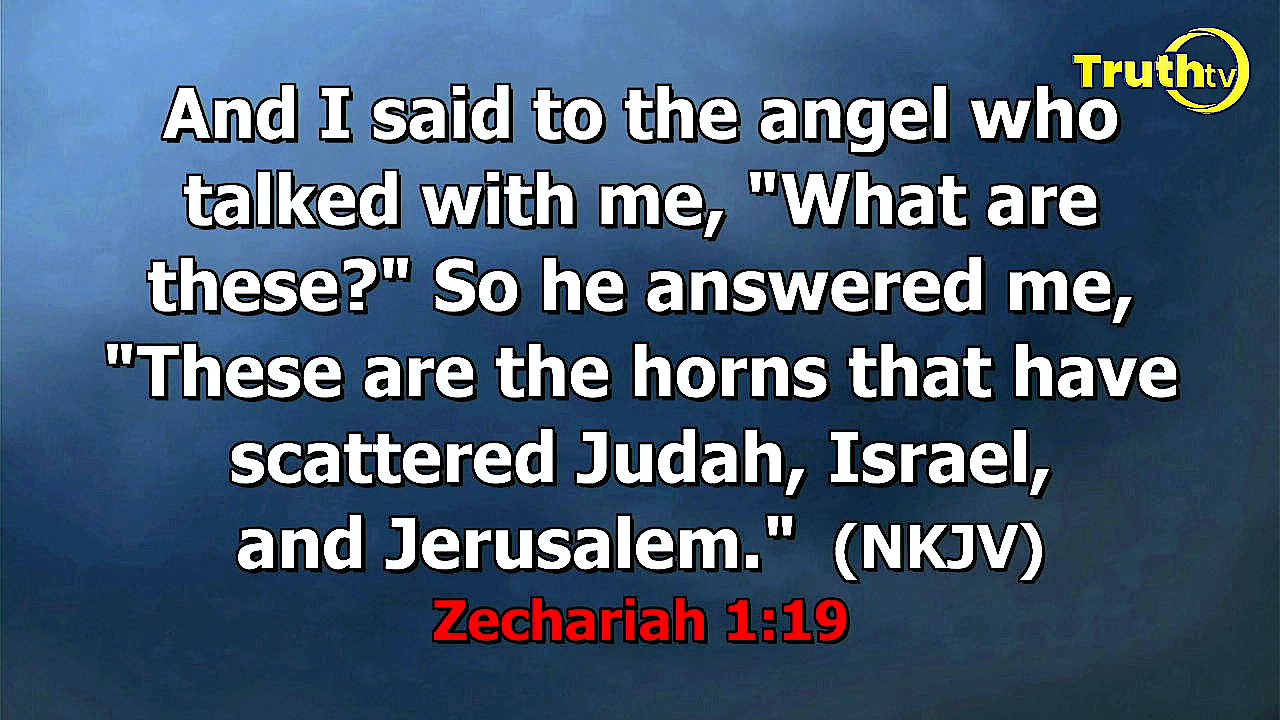 Truthtv
And I said to the angel who
talked with me, "What are
these?" So he answered me,
"These are the horns that have
scattered Judah, Israel,
and Jerusalem." (NKJV)
Zechariah 1:19